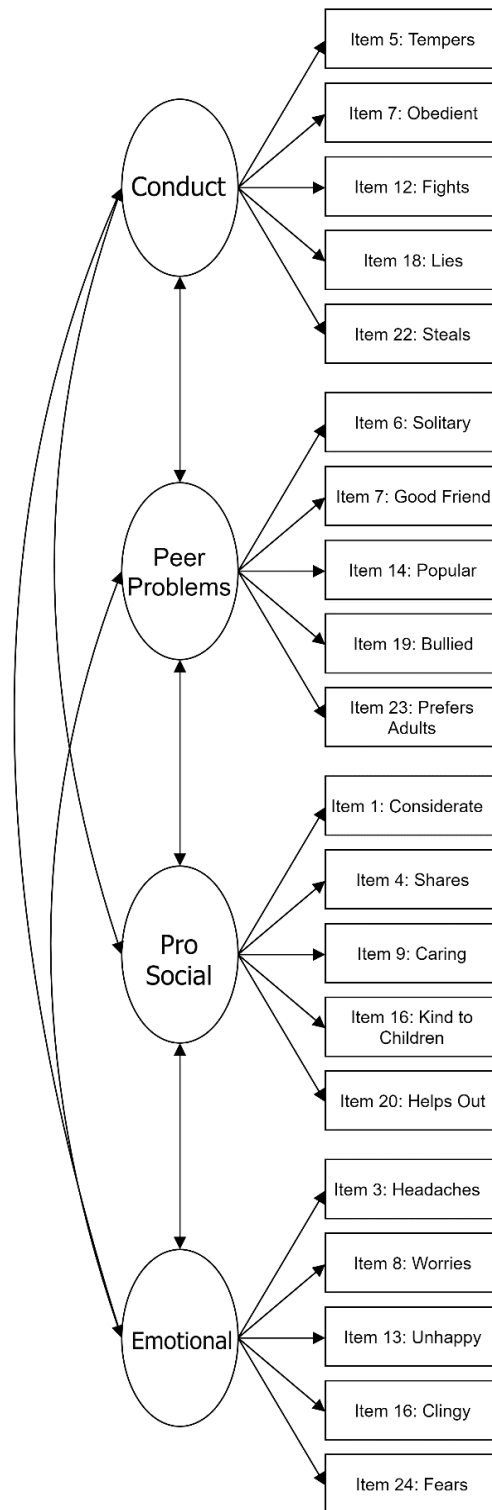 Conduct
Item 5: Tempers
Item 7: Obedient
Item 12: Fights
Item 18: Lies
Item 22: Steals
Peer
Problems
Item 6: Solitary
Item 7: Good Friend
Item 14: Popular
Item 19: Bullied
Item 23: Prefers
Adults
Pro
Social
Item 1: Considerate
Item 4: Shares
Item 9: Caring
Item 16: Kind to
Children
Item 20: Helps Out
Emotional
Item 3: Headaches
Item 8: Worries
Item 13: Unhappy
Item 16: Clingy
Item 24: Fears